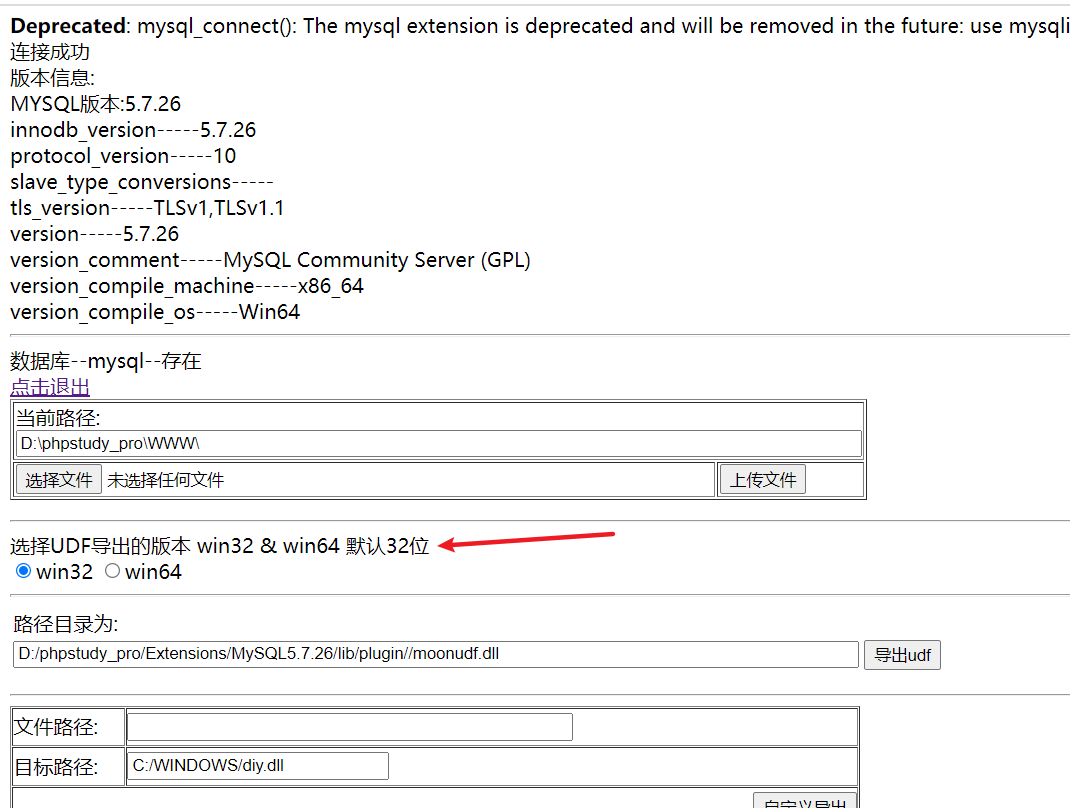 Deprecated: mysql_connect(): The mysql extension is deprecated and will be removed in the future: use mysqli
连接成功
版本信息:
MYSQL版本:5.7.26
innodb_version-----5.7.26
protocol_version-----10
slave_type_conversions-----
tls_version-----TLSv1,TLSv1.1
version-----5.7.26
version_comment-----MySQL Community Server (GPL)
version_compile_machine-----x86_64
version_compile_os-----Win64
数据库--mysql--存在
点击退出
当前路径:
D:\phpstudy_pro\WWW\
选择文件 未选择任何文件 上传文件
选择UDF导出的版本 win32 & win64 默认32位
win32 win64
路径目录为:
D:/phpstudy_pro/Extensions/MySQL5.7.26/lib/plugin//moonudf.dll 导出udf
文件路径:
目标路径: C:/WINDOWS/diy.dll
自定义导出